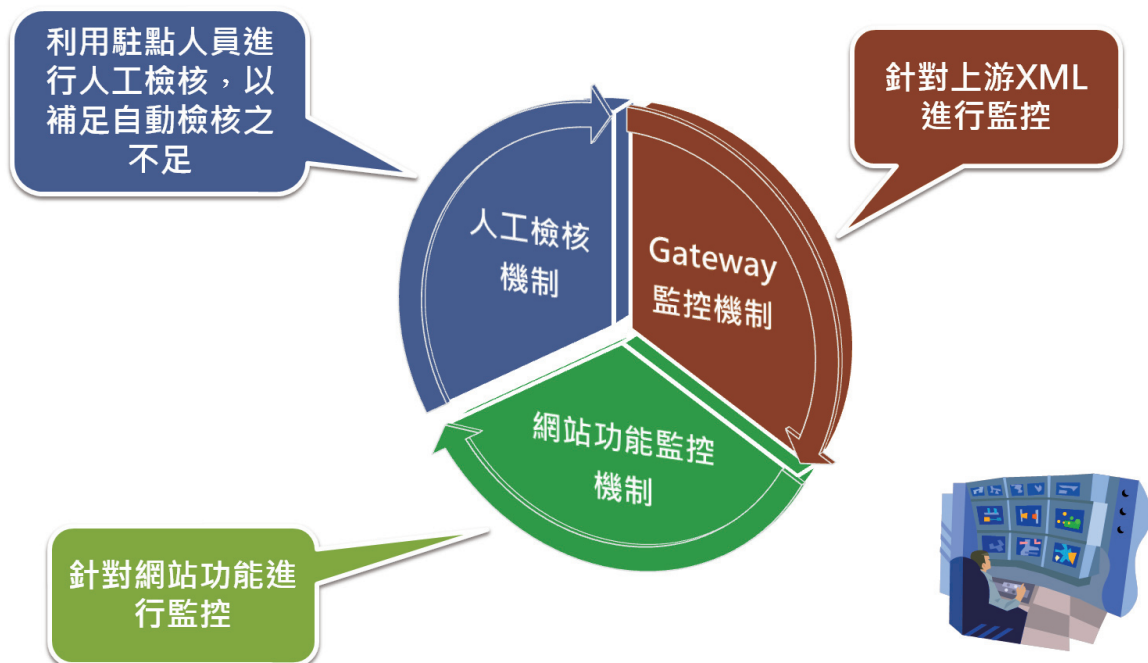 利用駐點人員進
行人工檢核，以
補足自動檢核之
不足
針對上游XML
進行監控
人工檢核
機制
Gateway
監控機制
網站功能監控
機制
針對網站功能進
行監控